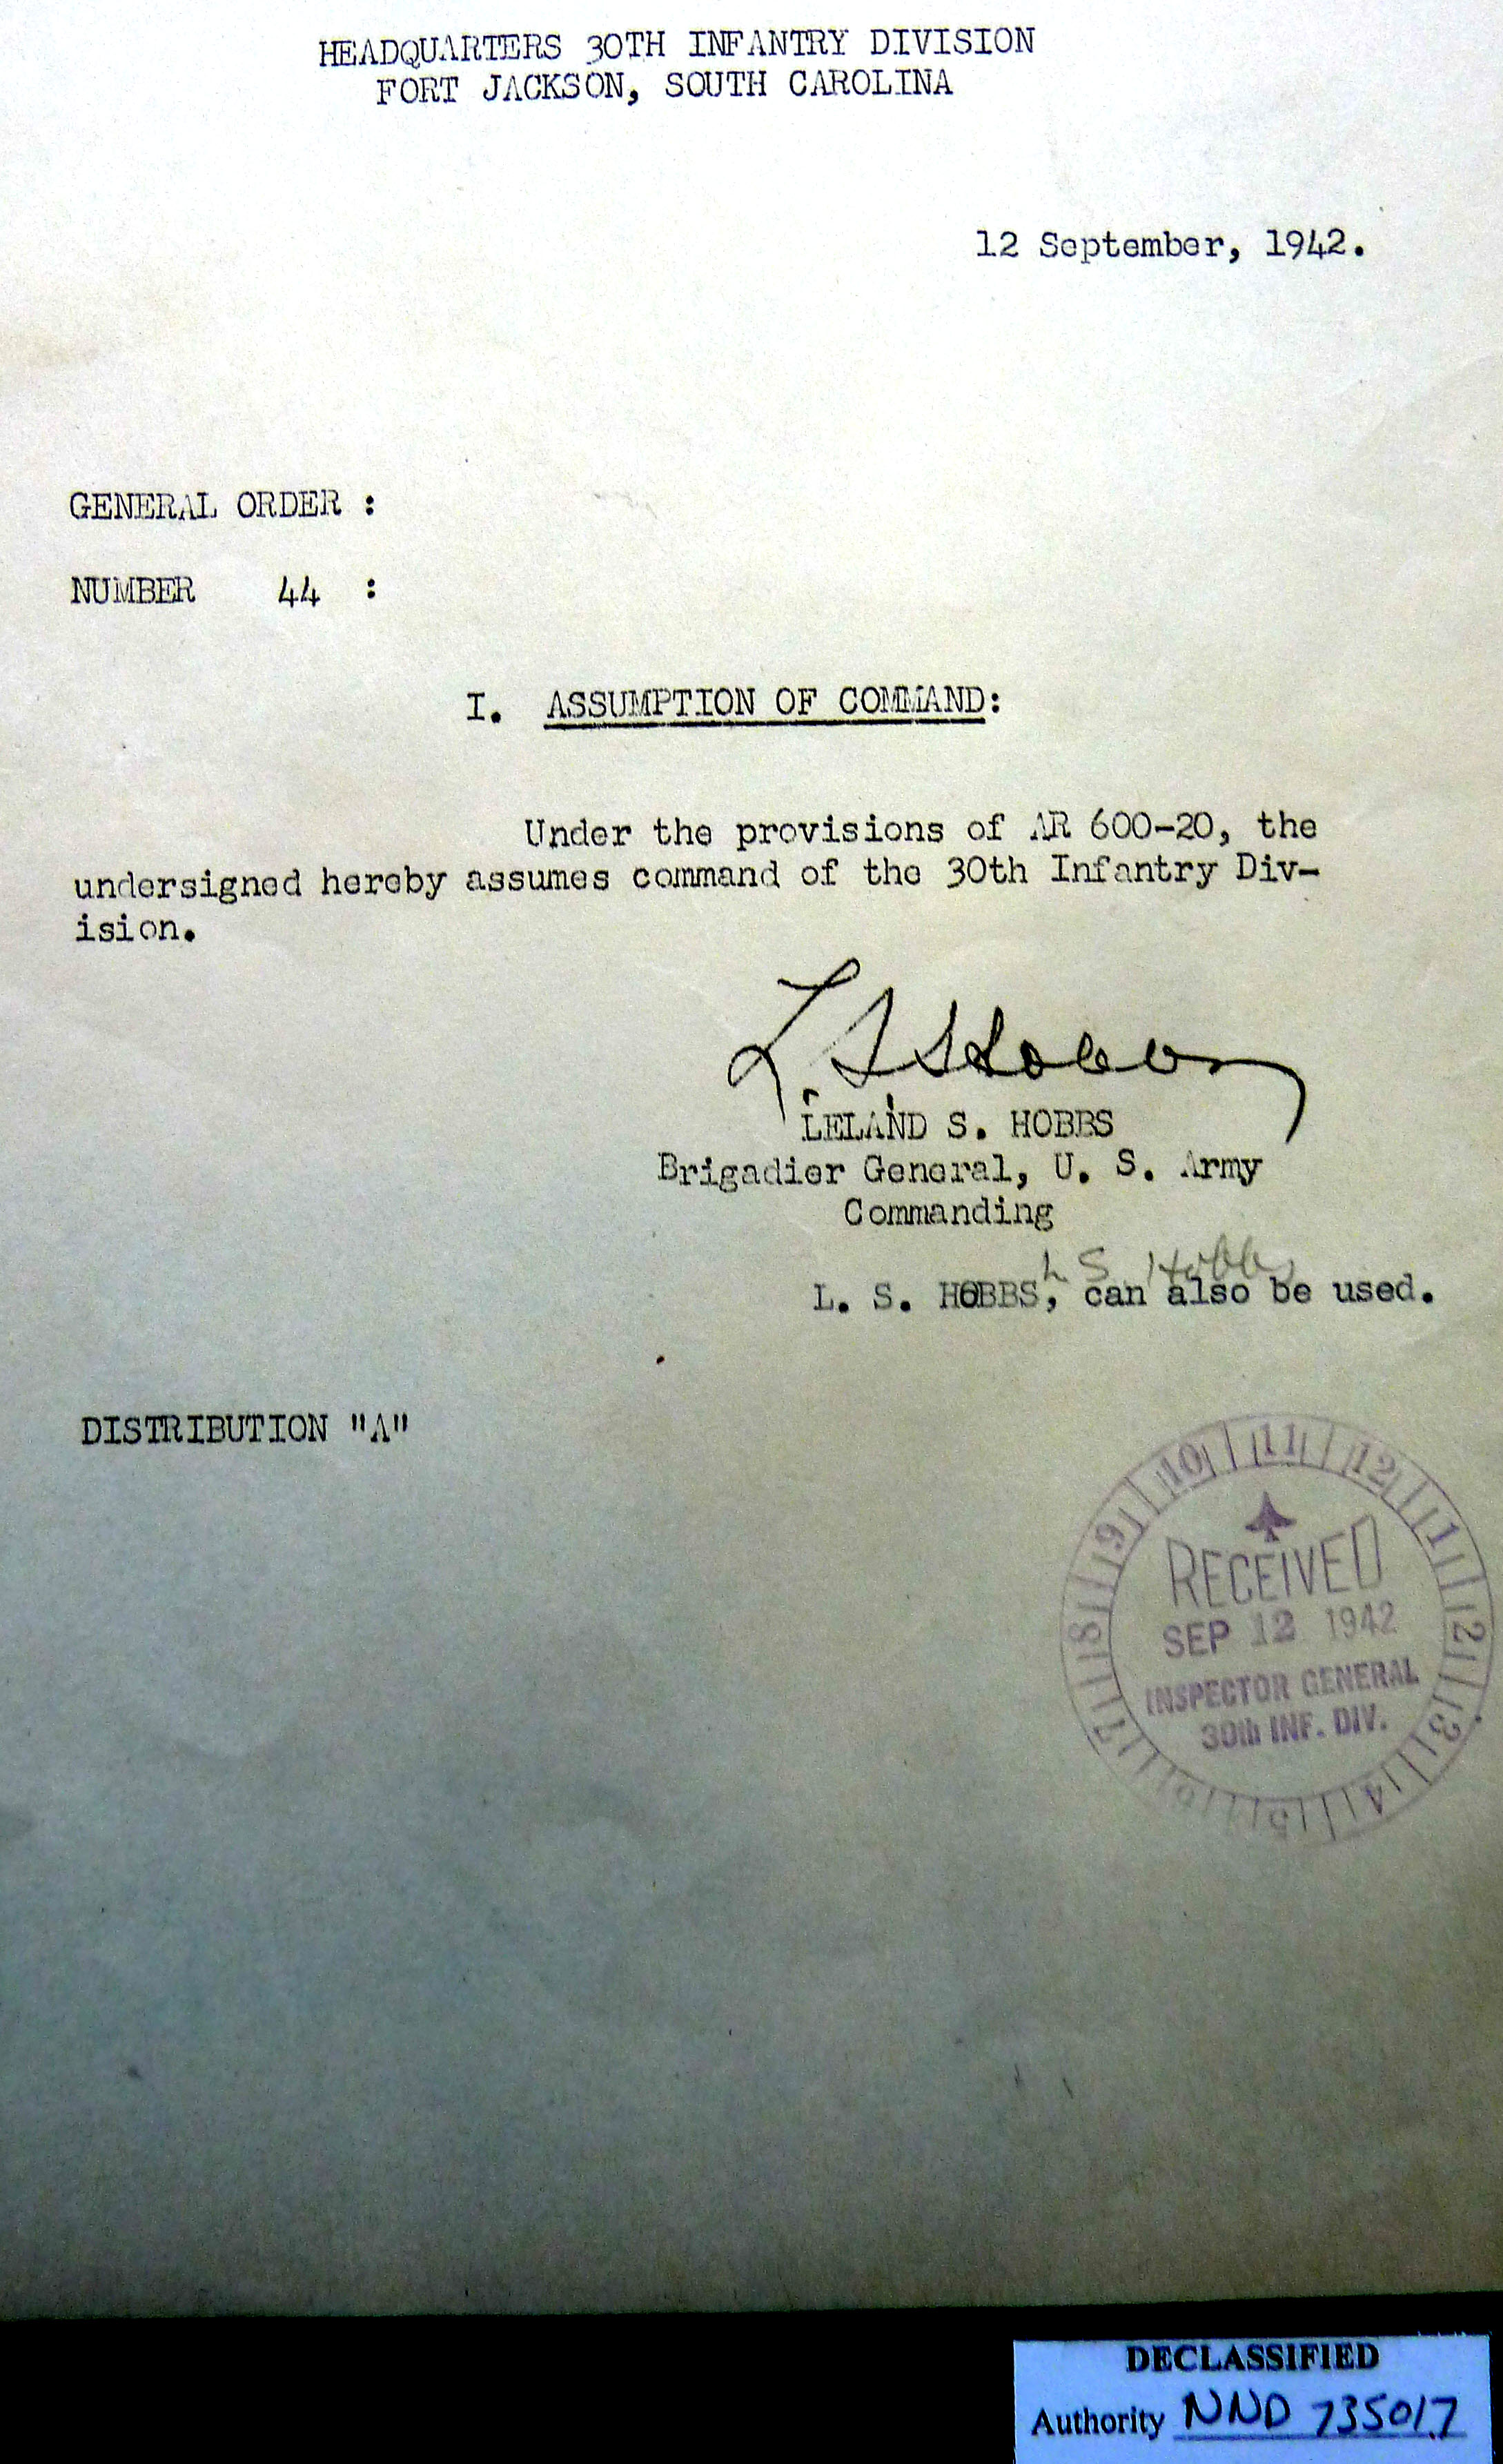 HEADQUARTERS 30TH INFANTRY DIVISION
FORT JACKSON, SOUTH CAROLINA
12 September, 1942.
GENERAL ORDER :
NUMBER 44 :
I. ASSUMPTION OF COMMAND:
Under the provisions of AR 600-20, the
undersigned hereby assumes command of the 30th Infantry Div-
ision.
L. S. Hobbs
LELAND S. HOBBS
Brigadier General, U. S. Army
Commanding
L S Hobbs
L. S. HOBBS, can also be used.
DISTRIBUTION "A"
10 11 12 1 2 3 4 5 6 7 8 9
RECEIVED
SEP 12 1942
INSPECTOR GENERAL
30th INF. DIV.
DECLASSIFIED
Authority NND 735017